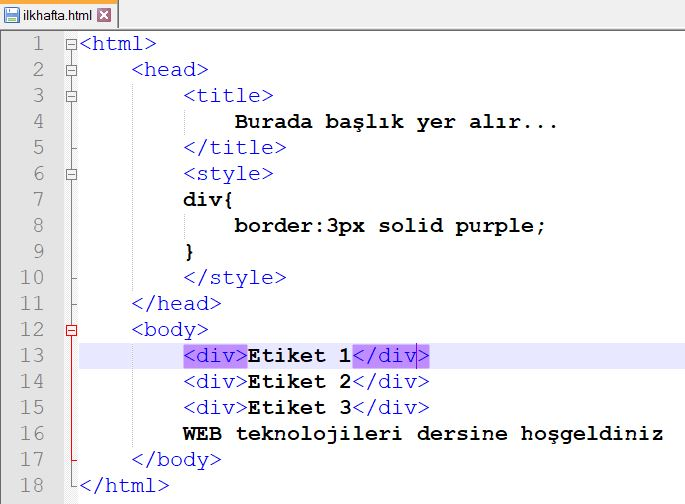 ilkhafta.html
1 <html>
2 <head>
3 <title>
4 Burada başlık yer alır...
5 </title>
6 <style>
7 div{
8 border:3px solid purple;
9 }
10 </style>
11 </head>
12 <body>
13 <div>Etiket 1</div>
14 <div>Etiket 2</div>
15 <div>Etiket 3</div>
16 WEB teknolojileri dersine hoşgeldiniz
17 </body>
18 </html>